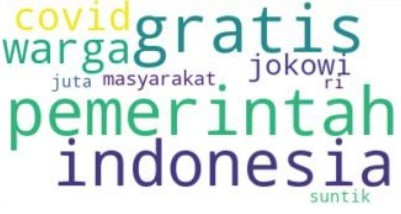 covid gratis
warga jokowi
juta masyarakat ri
pemerintah
indonesia
suntik